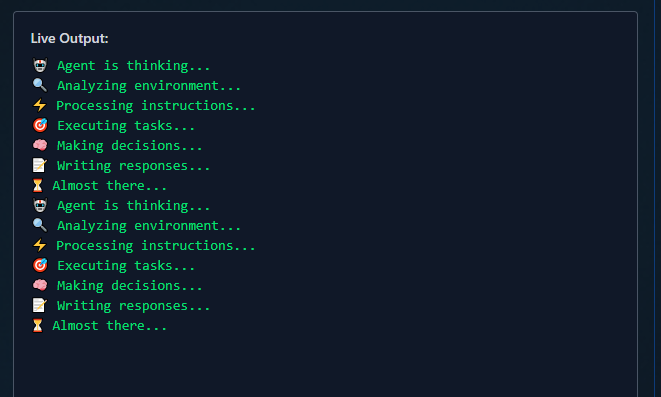 Live Output:
🤖 Agent is thinking...
🔍 Analyzing environment...
⚡ Processing instructions...
🎯 Executing tasks...
🧠 Making decisions...
📝 Writing responses...
⏳ Almost there...
🤖 Agent is thinking...
🔍 Analyzing environment...
⚡ Processing instructions...
🎯 Executing tasks...
🧠 Making decisions...
📝 Writing responses...
⏳ Almost there...